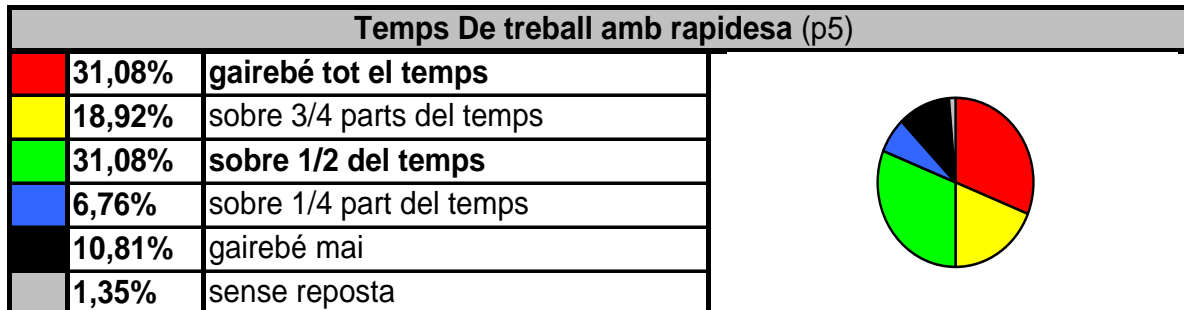 Temps De treball amb rapidesa (p5)
31,08% gairebé tot el temps
18,92% sobre 3/4 parts del temps
31,08% sobre 1/2 del temps
6,76% sobre 1/4 part del temps
10,81% gairebé mai
1,35% sense reposta